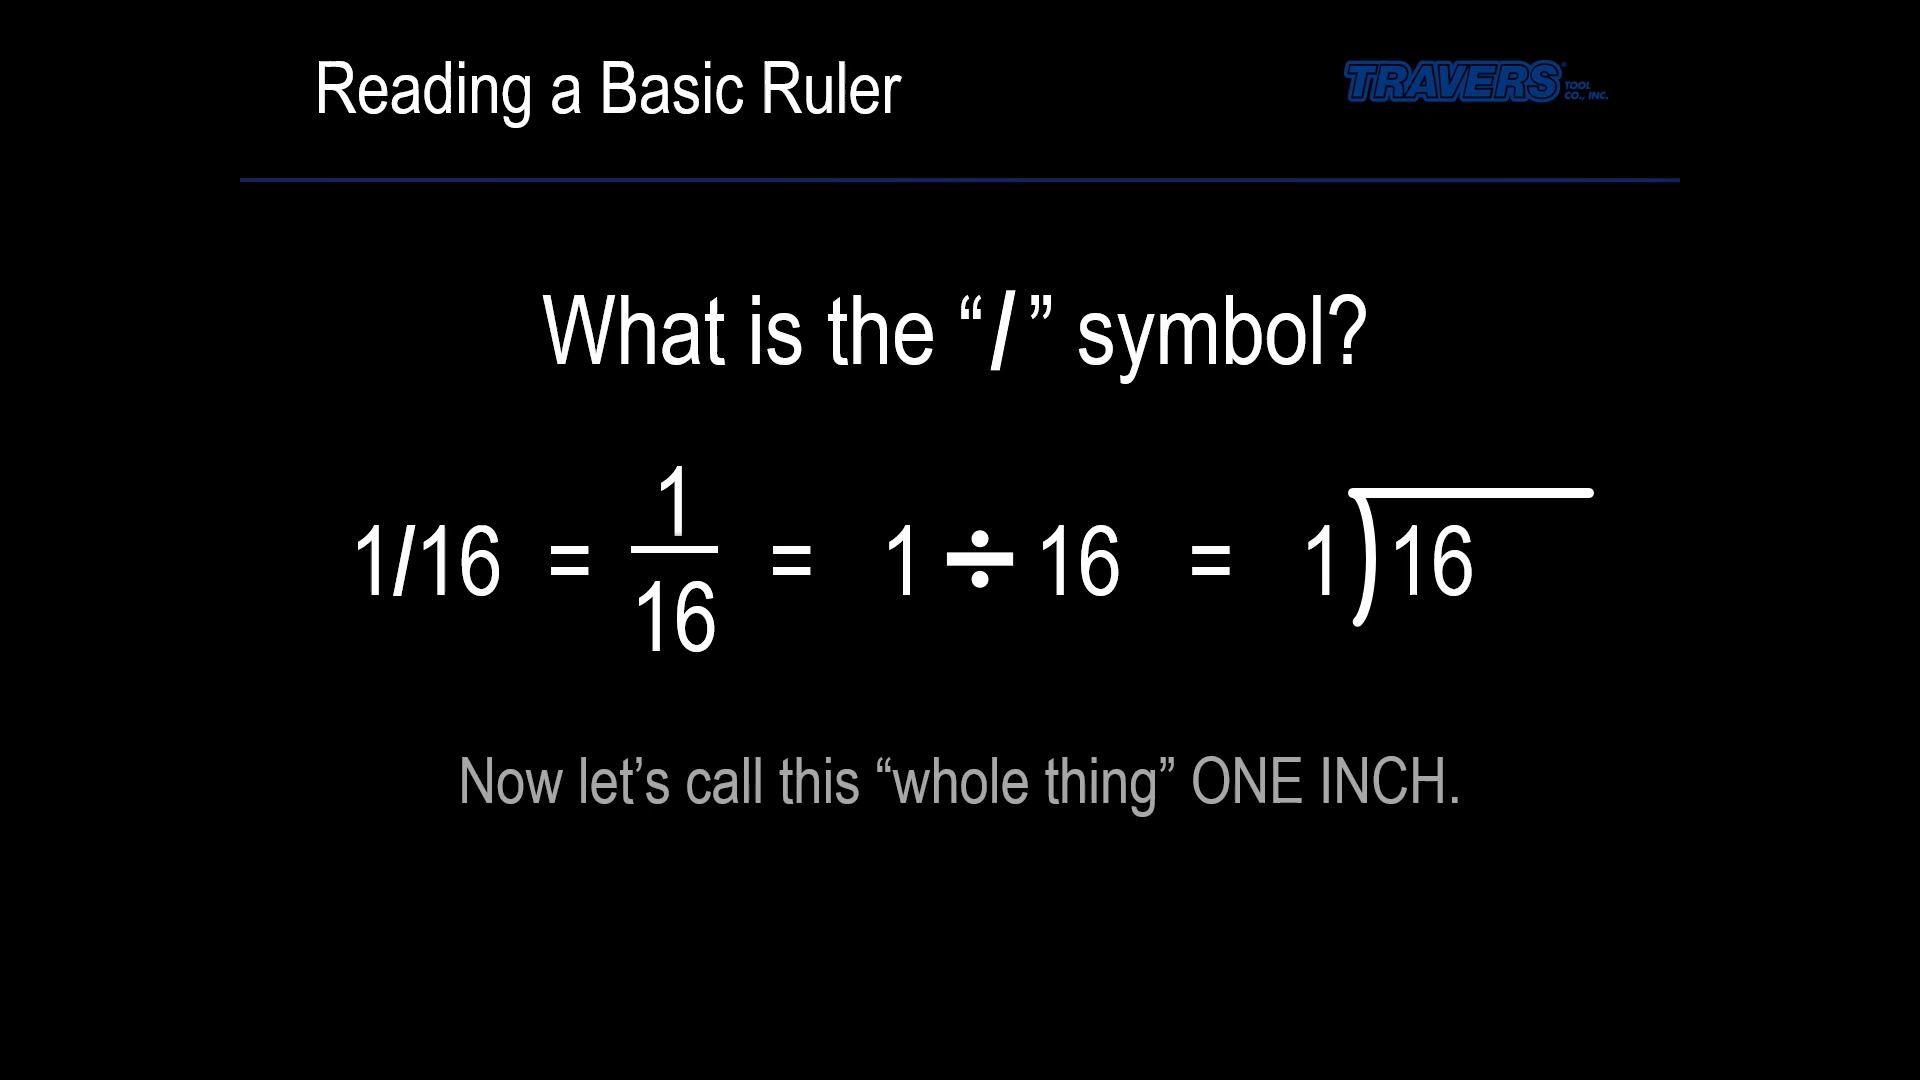 Reading a Basic Ruler
TRAVERS® TOOL CO., INC.
What is the “/” symbol?
1/16 = 1/16 = 1 ÷ 16 = 1)16
Now let’s call this “whole thing” ONE INCH.